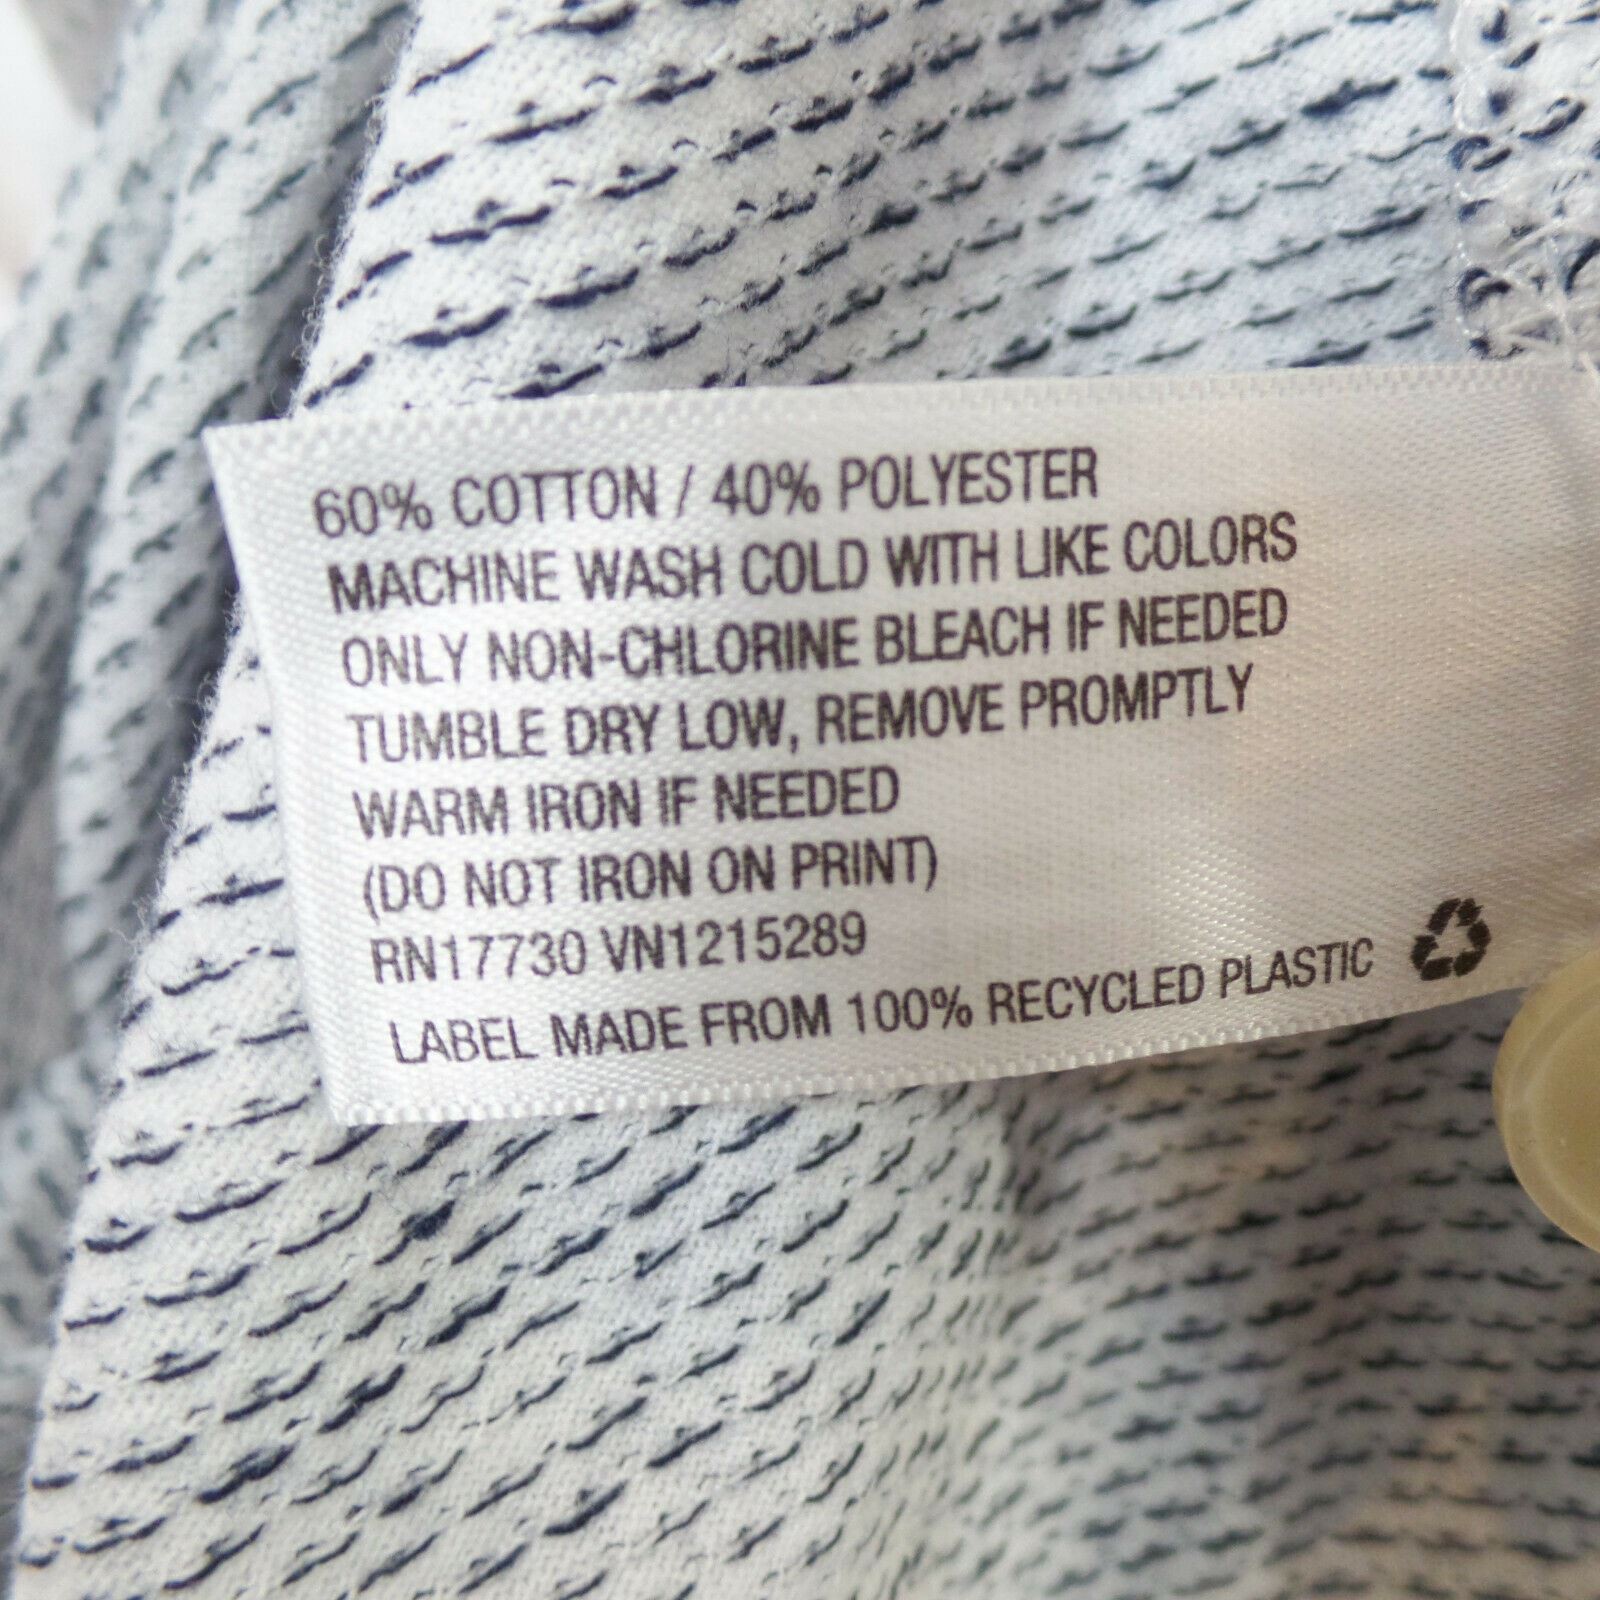 60% COTTON / 40% POLYESTER
MACHINE WASH COLD WITH LIKE COLORS
ONLY NON-CHLORINE BLEACH IF NEEDED
TUMBLE DRY LOW, REMOVE PROMPTLY
WARM IRON IF NEEDED
(DO NOT IRON ON PRINT)
RN17730 VN1215289
LABEL MADE FROM 100% RECYCLED PLASTIC